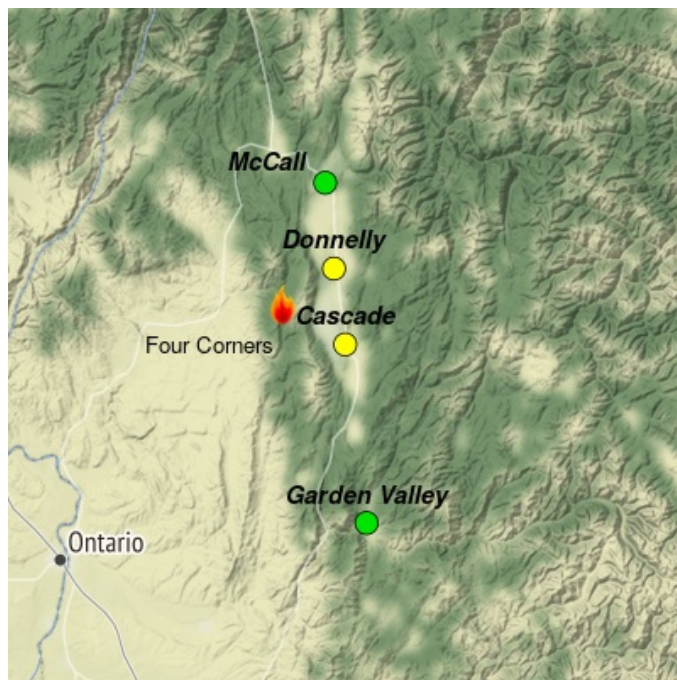 McCall
Donnelly
Cascade
Four Corners
Garden Valley
Ontario